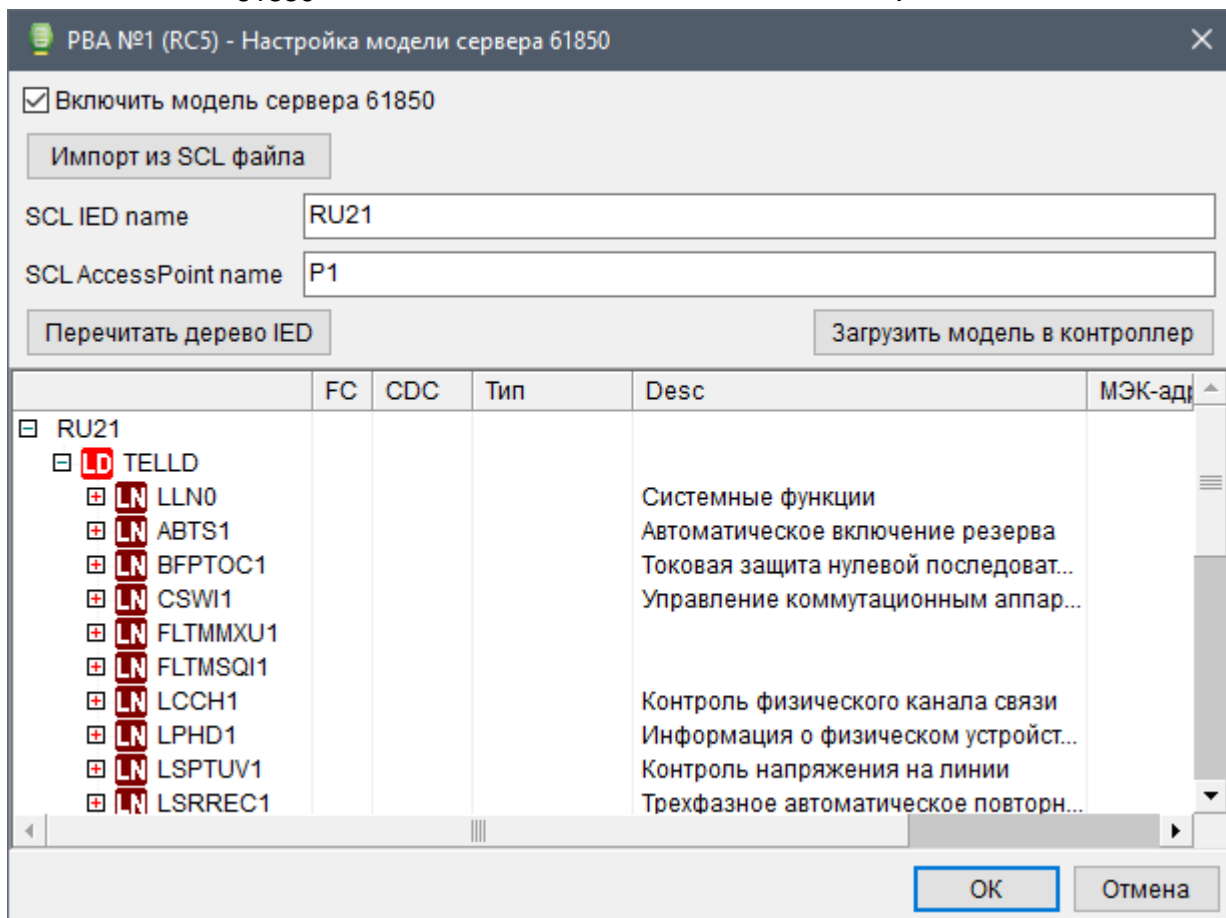 61850
РВА №1 (RC5) - Настройка модели сервера 61850
Включить модель сервера 61850
Импорт из SCL файла
SCL IED name RU21
SCL AccessPoint name P1
Перечитать дерево IED Загрузить модель в контроллер
FC CDC Тип Desc МЭК-адр
RU21
LD TELLD
LN LLN0 Системные функции
LN ABTS1 Автоматическое включение резерва
LN BFPTOC1 Токовая защита нулевой последоват...
LN CSWI1 Управление коммутационным аппар...
LN FLTMMXU1
LN FLTMSQI1
LN LCCH1 Контроль физического канала связи
LN LPHD1 Информация о физическом устройст...
LN LSPTUV1 Контроль напряжения на линии
LN LSRREC1 Трехфазное автоматическое повторн...
ОК Отмена